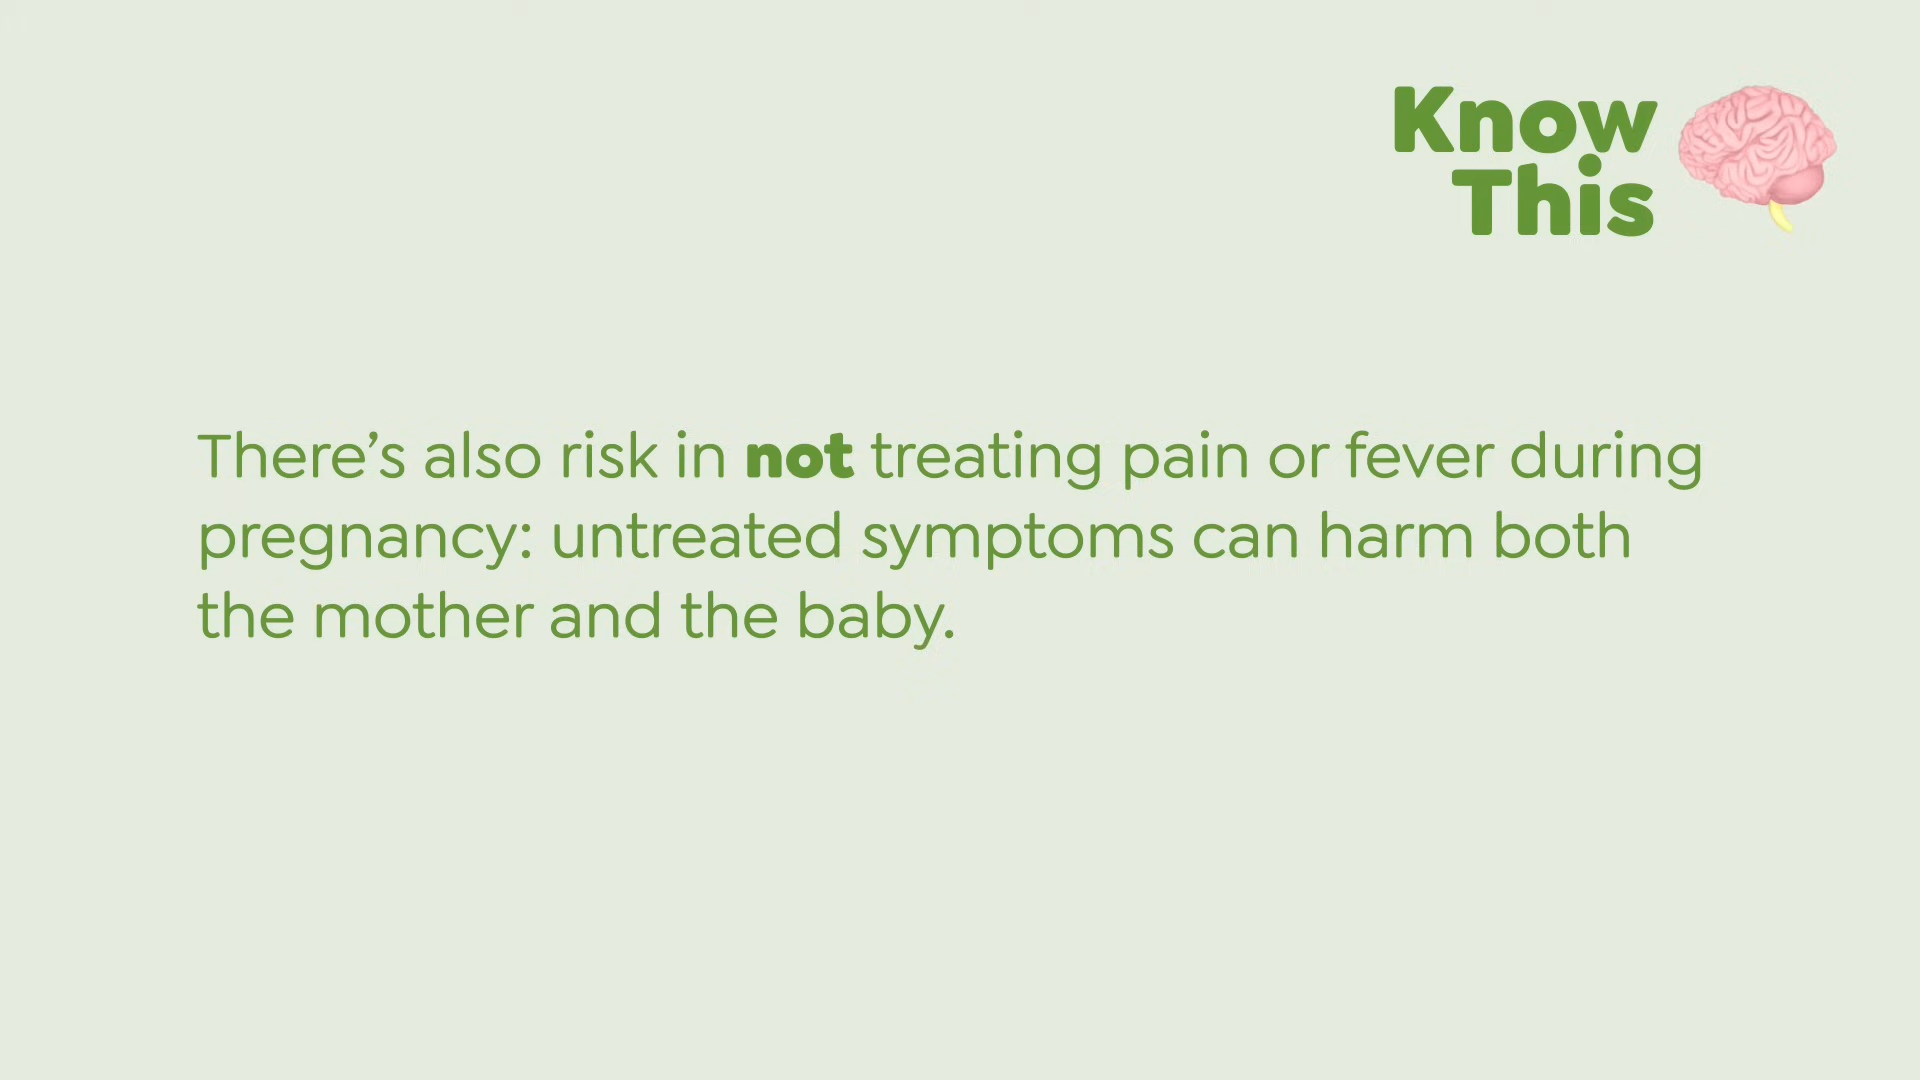 Know
This
There’s also risk in not treating pain or fever during
pregnancy: untreated symptoms can harm both
the mother and the baby.